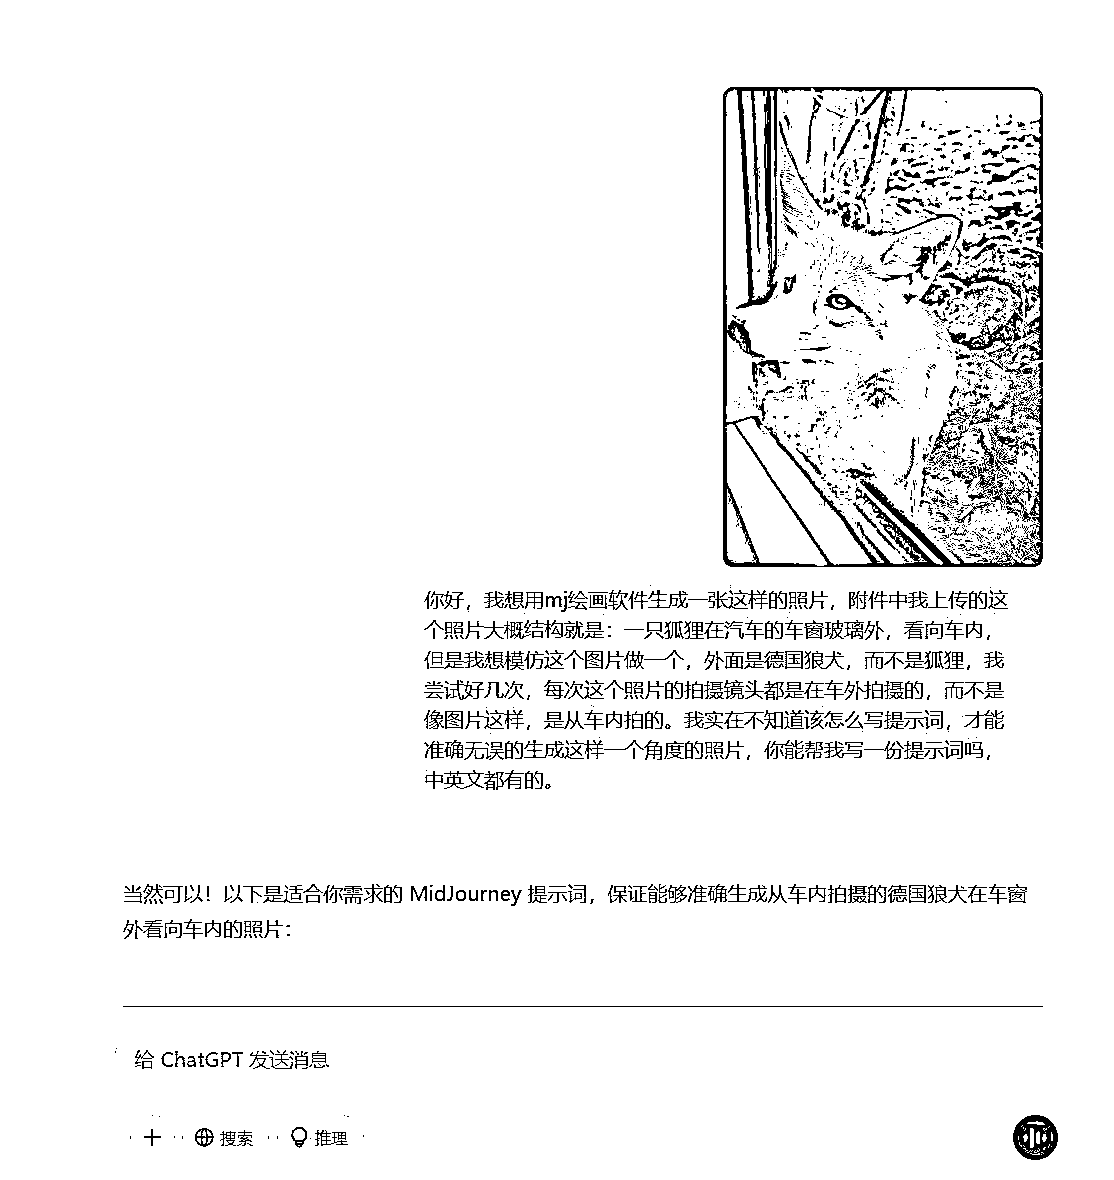 你好，我想用mj绘画软件生成一张这样的照片，附件中我上传的这
个照片大概结构就是：一只狐狸在汽车的车窗玻璃外，看向车内，
但是我想模仿这个图片做一个，外面是德国狼犬，而不是狐狸，我
尝试好几次，每次这个照片的拍摄镜头都是在车外拍摄的，而不是
像图片这样，是从车内拍的。我实在不知道该怎么写提示词，才能
准确无误的生成这样一个角度的照片，你能帮我写一份提示词吗，
中英文都有的。
当然可以！以下是适合你需求的 MidJourney 提示词，保证能够准确生成从车内拍摄的德国狼犬在车窗
外看向车内的照片：
给 ChatGPT 发送消息
搜索 推理